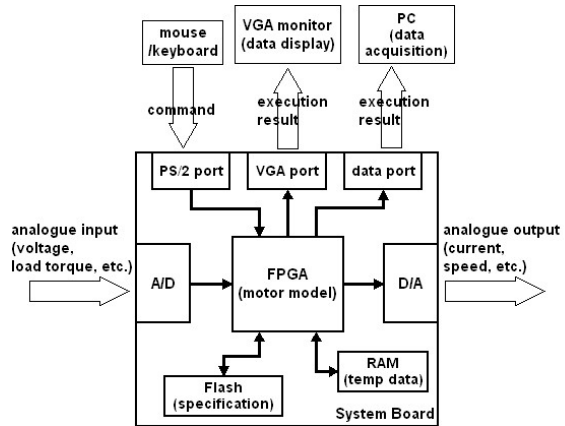 mouse
/keyboard
VGA monitor
(data display)
PC
(data
acquisition)
command
execution
result
execution
result
PS/2 port
VGA port
data port
analogue input
(voltage,
load torque, etc.)
A/D
FPGA
(motor model)
D/A
analogue output
(current,
speed, etc.)
Flash
(specification)
RAM
(temp data)
System Board